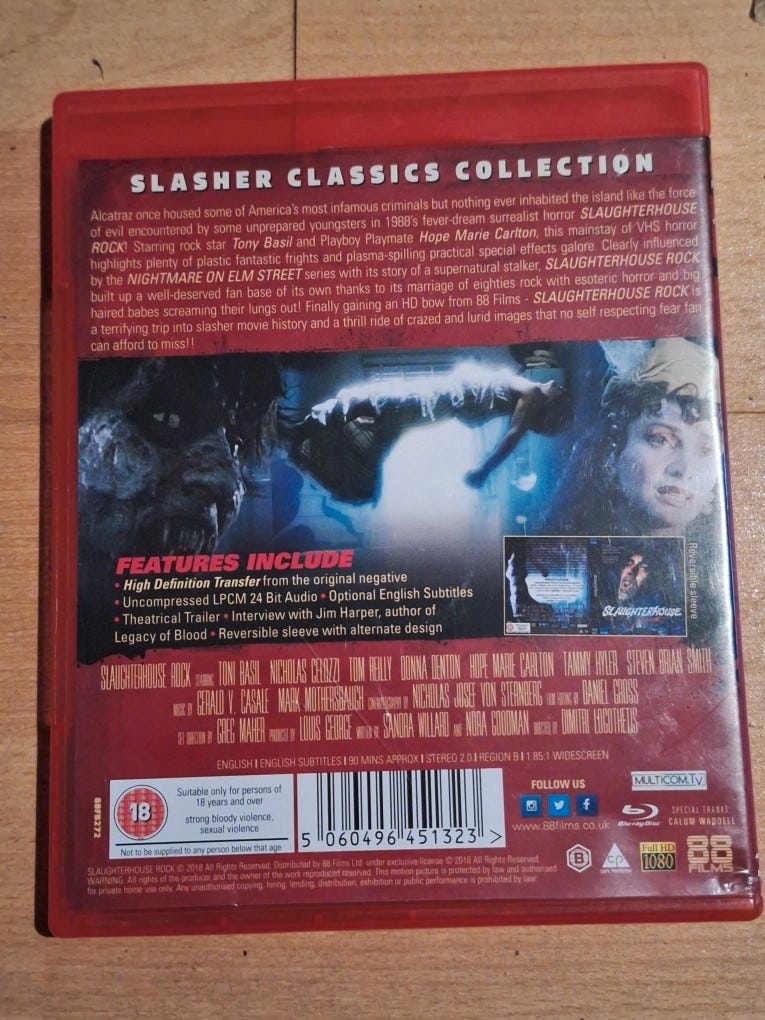 SLASHER CLASSICS COLLECTION
Alcatraz once housed some of America's most infamous criminals but nothing ever inhabited the island like the force
of evil encountered by some unprepared youngsters in 1988's fever-dream surrealist horror SLAUGHTERHOUSE
ROCK! Starring rock star Tony Basil and Playboy Playmate Hope Marie Carlton, this mainstay of VHS horror
highlights plenty of plastic fantastic frights and plasma-spilling practical special effects galore. Clearly influenced
by the NIGHTMARE ON ELM STREET series with its story of a supernatural stalker, SLAUGHTERHOUSE ROCK
built up a well-deserved fan base of its own thanks to its marriage of eighties rock with esoteric horror and big
haired babes screaming their lungs out! Finally gaining an HD bow from 88 Films - SLAUGHTERHOUSE ROCK is
a terrifying trip into slasher movie history and a thrill ride of crazed and lurid images that no self respecting fear fan
can afford to miss!!
FEATURES INCLUDE
• High Definition Transfer from the original negative
• Uncompressed LPCM 24 Bit Audio • Optional English Subtitles
• Theatrical Trailer • Interview with Jim Harper, author of
Legacy of Blood • Reversible sleeve with alternate design
SLAUGHTERHOUSE
Reversible sleeve
SLAUGHTERHOUSE ROCK STARRING TONI BASIL NICHOLAS CELOZZI TOM REILLY DONNA DENTON HOPE MARIE CARLTON TAMMY HYLER STEVEN BRIAN SMITH
MUSIC BY GERALD V. CASALE MARK MOTHERSBAUGH CINEMATOGRAPHY BY NICHOLAS JOSEF VON STERNBERG FILM EDITING BY DANIEL GROSS
SET DIRECTION BY GREG MAHER PRODUCED BY LOUIS GEORGE WRITTEN BY SANDRA WILLARD AND NORA GOODMAN DIRECTED BY DIMITRI LOGOTHETIS
ENGLISH I ENGLISH SUBTITLES I 90 MINS APPROX I STEREO 2.0 I REGION B I 1.85:1 WIDESCREEN
88FB272
18
Suitable only for persons of
18 years and over
strong bloody violence,
sexual violence
Not to be supplied to any person below that age
5 060496 451323 >
FOLLOW US
www.88films.co.uk
MULTICOM.TV
Blu-ray Disc
SPECIAL THANKS
CALUM WADDELL
B
Full HD
1080
88
FILMS
SLAUGHTERHOUSE ROCK © 2018 All Rights Reserved. Distributed by 88 Films Ltd. under exclusive license © 2018 All Rights Reserved.
WARNING: All rights of the producer and the owner of the work reproduced reserved. This motion picture is protected by law and authorised
for private home use only. Any unauthorised copying, hiring, lending, distribution, exhibition or public performance is prohibited by law